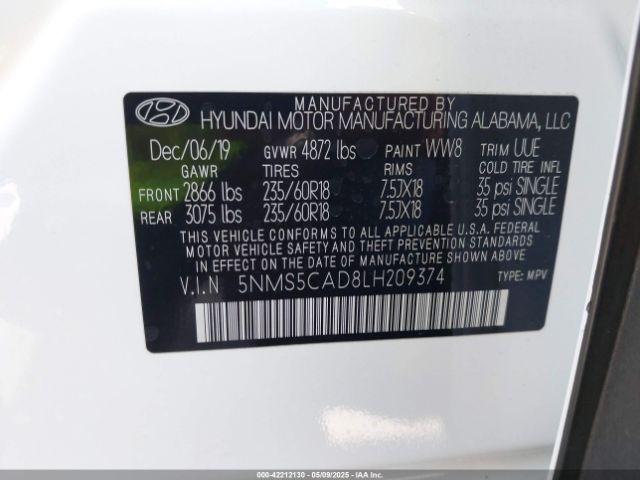 MANUFACTURED BY
HYUNDAI MOTOR MANUFACTURING ALABAMA, LLC
Dec/06/19 GVWR 4872 lbs PAINT WW8 TRIM UUE
GAWR TIRES RIMS COLD TIRE INFL
FRONT 2866 lbs 235/60R18 7.5JX18 35 psi SINGLE
REAR 3075 lbs 235/60R18 7.5JX18 35 psi SINGLE
THIS VEHICLE CONFORMS TO ALL APPLICABLE U.S. FEDERAL
MOTOR VEHICLE SAFETY AND THEFT PREVENTION
STANDARDS IN EFFECT ON THE DATE OF MANUFACTURE SHOWN ABOVE.
V.I.N 5NMS5CAD8LH209374 TYPE: M.PV
000-42212130 - 05/09/2025 - COPYRIGHT IAA, LLC.